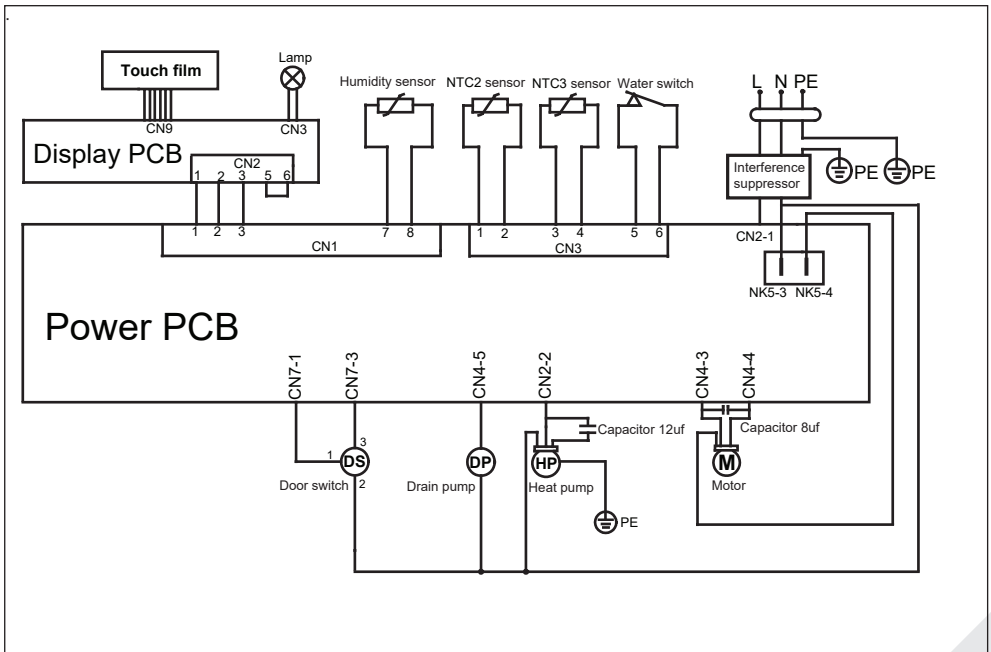 Touch film
Lamp
Humidity sensor
NTC2 sensor
NTC3 sensor
Water switch
L N PE
CN9
CN3
Display PCB
CN2
1 2 3 5 6
Interference
suppressor
PE
PE
1 2 3
7 8
CN1
1 2 3 4 5 6
CN3
CN2-1
NK5-3 NK5-4
Power PCB
CN7-1
CN7-3
CN4-5
CN2-2
CN4-3
CN4-4
Capacitor 12uf
Capacitor 8uf
3
1
DS
2
DP
HP
M
Door switch
Drain pump
Heat pump
Motor
PE